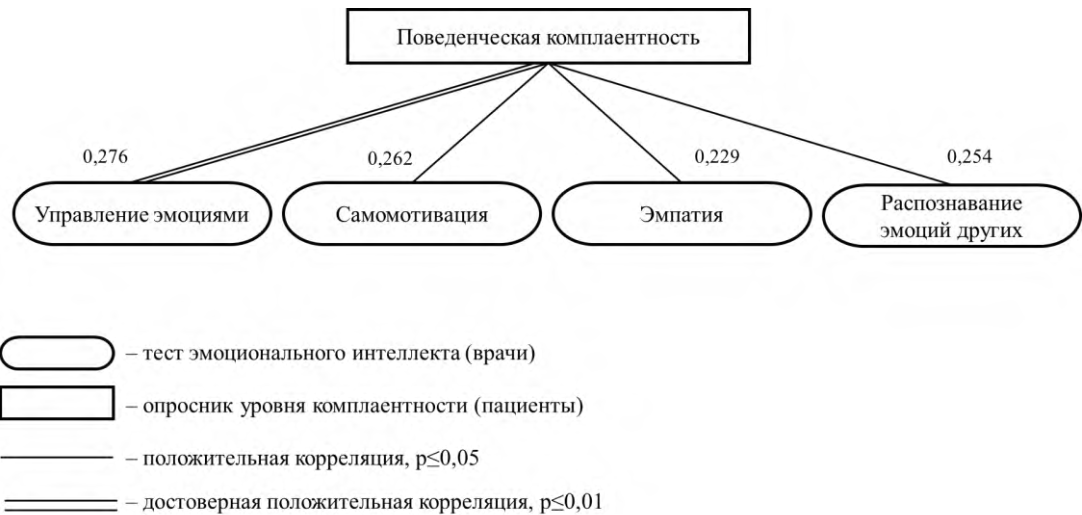 Поведенческая комплаентность
0,276
0,262
0,229
0,254
Управление эмоциями
Самомотивация
Эмпатия
Распознавание
эмоций других
– тест эмоционального интеллекта (врачи)
– опросник уровня комплаентности (пациенты)
– положительная корреляция, p≤0,05
– достоверная положительная корреляция, p≤0,01